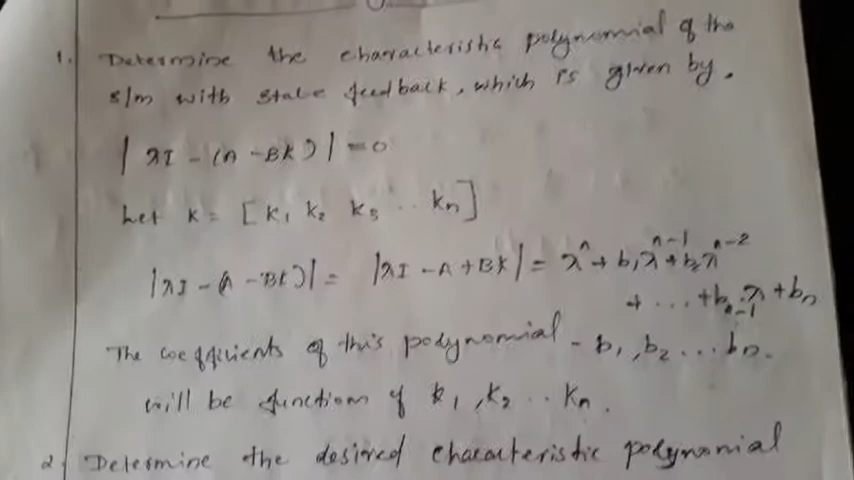 1. Determine the characteristic polynomial of the
s/m with state feedback, which is given by.
|λI - (A - BK)| = 0
Let K = [K1 K2 K3 .. Kn]
|λI - (A - BK)| = |λI - A + BK| = λ^n + b1λ^n-1 + b2λ^n-2
+ ... + bn-1 λ + bn
The coefficients of this polynomial - b1, b2 ... bn.
will be function of K1, K2 .. Kn.
2. Determine the desired characteristic polynomial